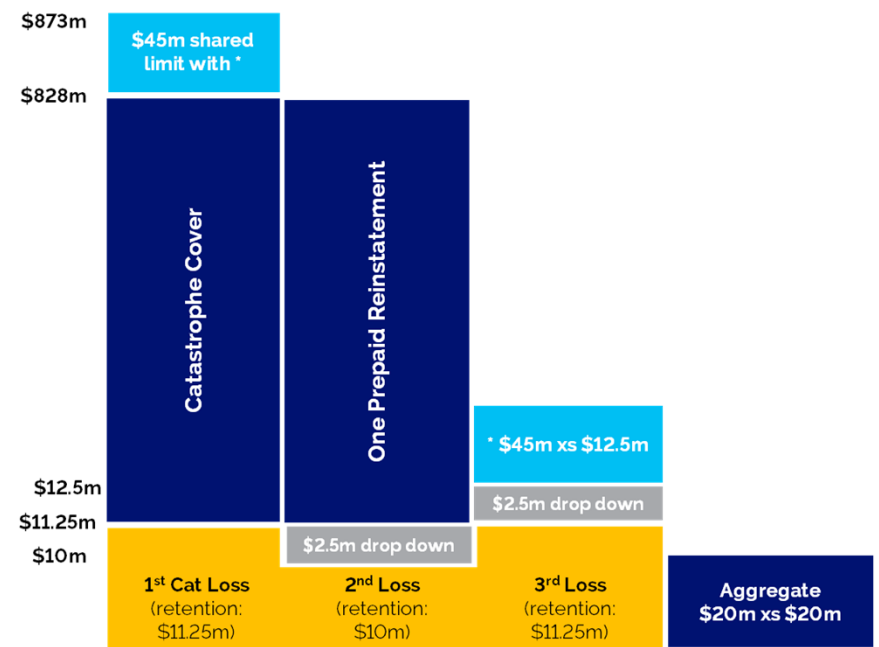 $873m
$45m shared
limit with *
$828m
Catastrophe Cover
One Prepaid Reinstatement
* $45m xs $12.5m
$12.5m
$2.5m drop down
$11.25m
$2.5m drop down
$10m
1st Cat Loss
(retention:
$11.25m)
2nd Loss
(retention:
$10m)
3rd Loss
(retention:
$11.25m)
Aggregate
$20m xs $20m